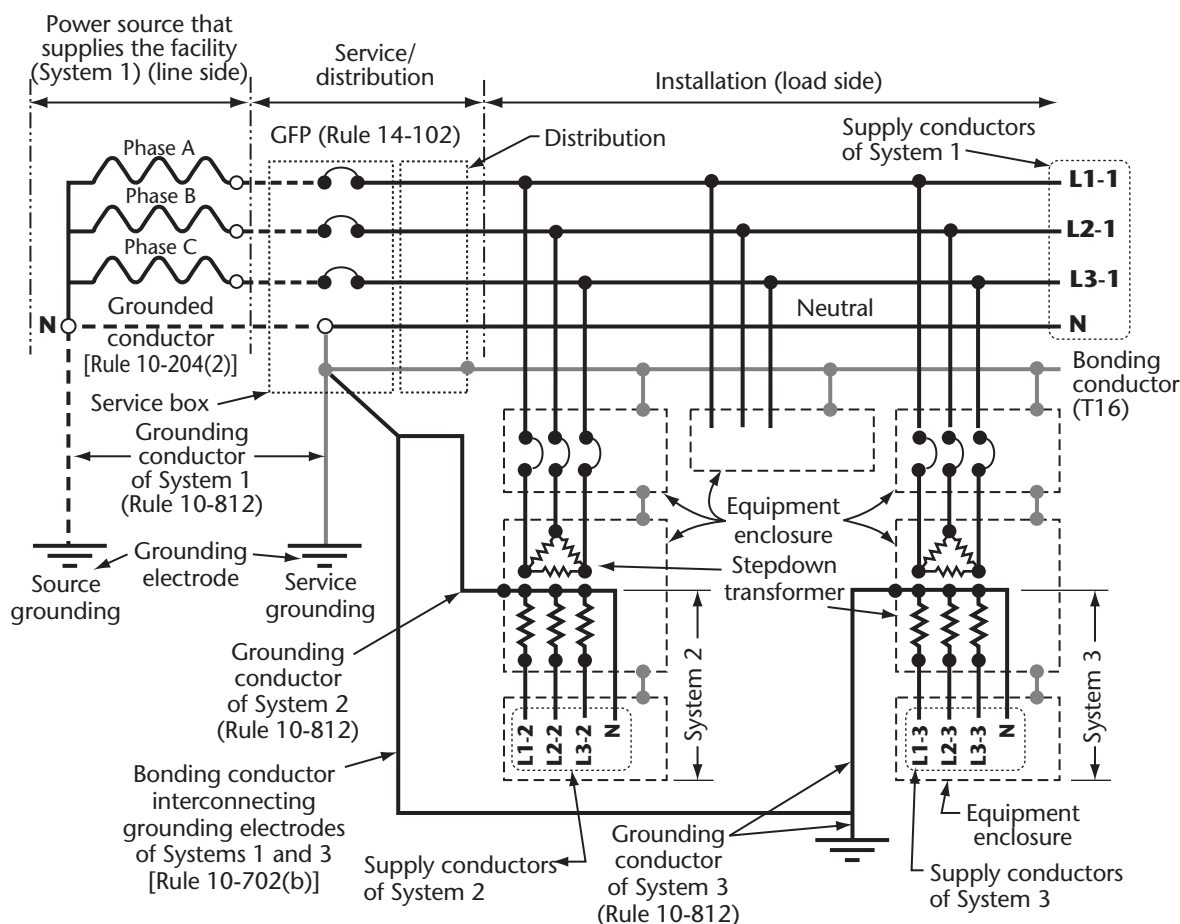 Power source that
supplies the facility
(System 1) (line side)
Service/
distribution
Installation (load side)
GFP (Rule 14-102)
Distribution
Supply conductors
of System 1
Phase A
Phase B
Phase C
L1-1
L2-1
L3-1
N
Grounded
conductor
[Rule 10-204(2)]
N
Neutral
Bonding
conductor
(T16)
Service box
Grounding
conductor
of System 1
(Rule 10-812)
Equipment
enclosure
Grounding
electrode
Source
grounding
Service
grounding
Stepdown
transformer
Grounding
conductor
of System 2
(Rule 10-812)
System 2
System 3
L1-2
L2-2
L3-2
N
L1-3
L2-3
L3-3
N
Bonding conductor
interconnecting
grounding electrodes
of Systems 1 and 3
[Rule 10-702(b)]
Supply conductors
of System 2
Grounding
conductor
of System 3
(Rule 10-812)
Equipment
enclosure
Supply conductors
of System 3